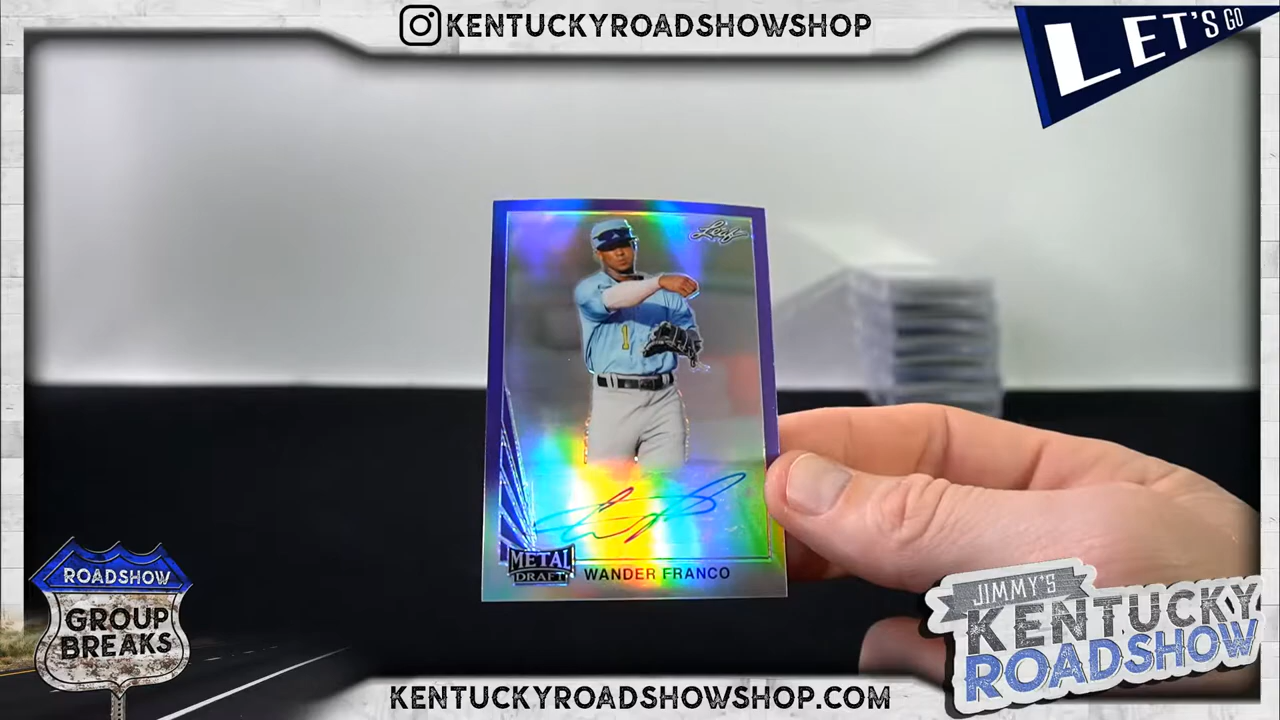 KENTUCKYROADSHOWSHOP
LET'S GO
Leaf
1
METAL
DRAFT
WANDER FRANCO
ROADSHOW
GROUP
BREAKS
JIMMY'S
KENTUCKY
ROADSHOW
KENTUCKYROADSHOWSHOP.COM